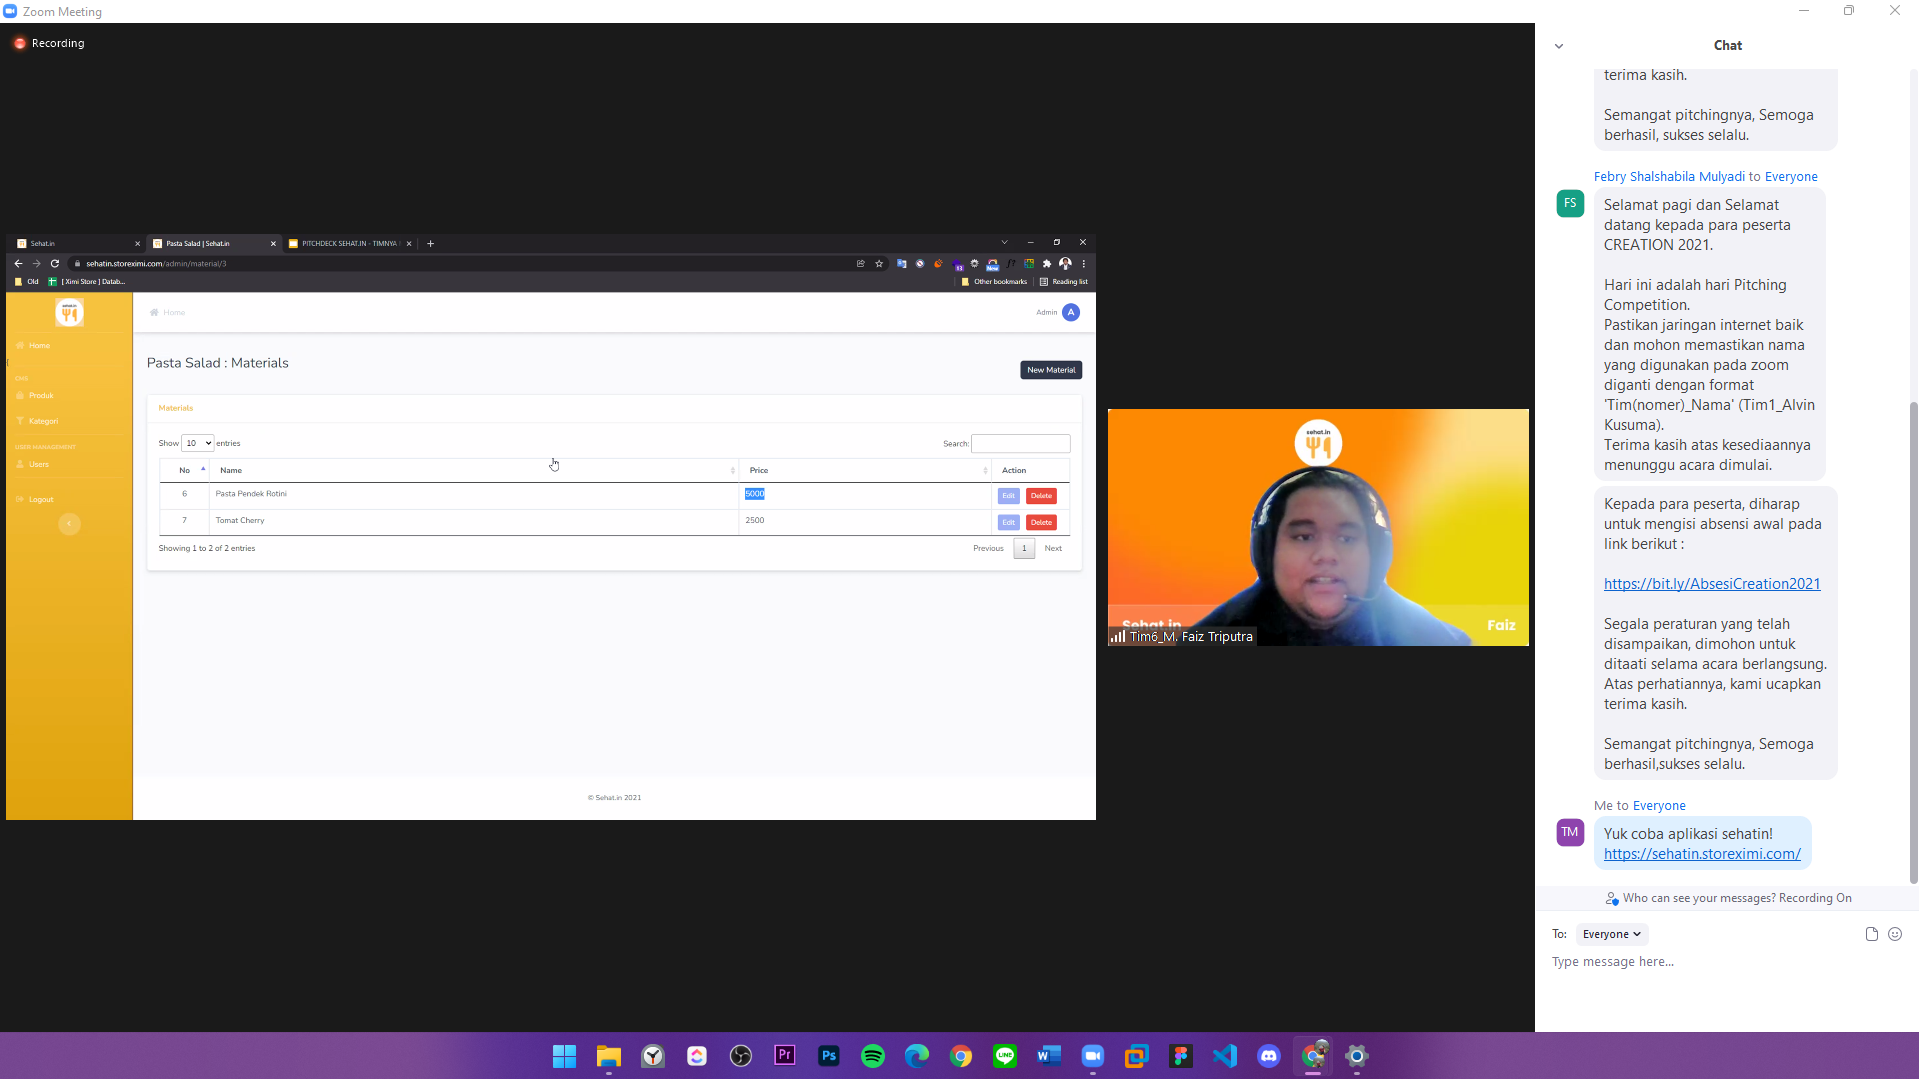 Zoom Meeting
Recording
Sehat.in
Pasta Salad | Sehat.in
PITCHDECK SEHAT.IN - TIMNYA
sehatin.storeximi.com/admin/material/3
Old
[ Ximi Store ] Datab...
Other bookmarks
Reading list
sehat.in
Home
CMS
Produk
Kategori
USER MANAGEMENT
Users
Logout
Home
Admin
A
Pasta Salad : Materials
New Material
Materials
Show 10 entries
Search:
No
Name
Price
Action
6
Pasta Pendek Rotini
5000
Edit
Delete
7
Tomat Cherry
2500
Edit
Delete
Showing 1 to 2 of 2 entries
Previous
1
Next
© Sehat.in 2021
sehat.in
Sehat.in
Faiz
Tim6_M. Faiz Triputra
Chat
terima kasih.
Semangat pitchingnya, Semoga
berhasil, sukses selalu.
Febry Shalshabila Mulyadi to Everyone
FS
Selamat pagi dan Selamat
datang kepada para peserta
CREATION 2021.
Hari ini adalah hari Pitching
Competition.
Pastikan jaringan internet baik
dan mohon memastikan nama
yang digunakan pada zoom
diganti dengan format
'Tim(nomer)_Nama' (Tim1_Alvin
Kusuma).
Terima kasih atas kesediaannya
menunggu acara dimulai.
Kepada para peserta, diharap
untuk mengisi absensi awal pada
link berikut :
https://bit.ly/AbsesiCreation2021
Segala peraturan yang telah
disampaikan, dimohon untuk
ditaati selama acara berlangsung.
Atas perhatiannya, kami ucapkan
terima kasih.
Semangat pitchingnya, Semoga
berhasil,sukses selalu.
Me to Everyone
TM
Yuk coba aplikasi sehatin!
https://sehatin.storeximi.com/
Who can see your messages? Recording On
To: Everyone
Type message here...
Pr
Ps
LINE